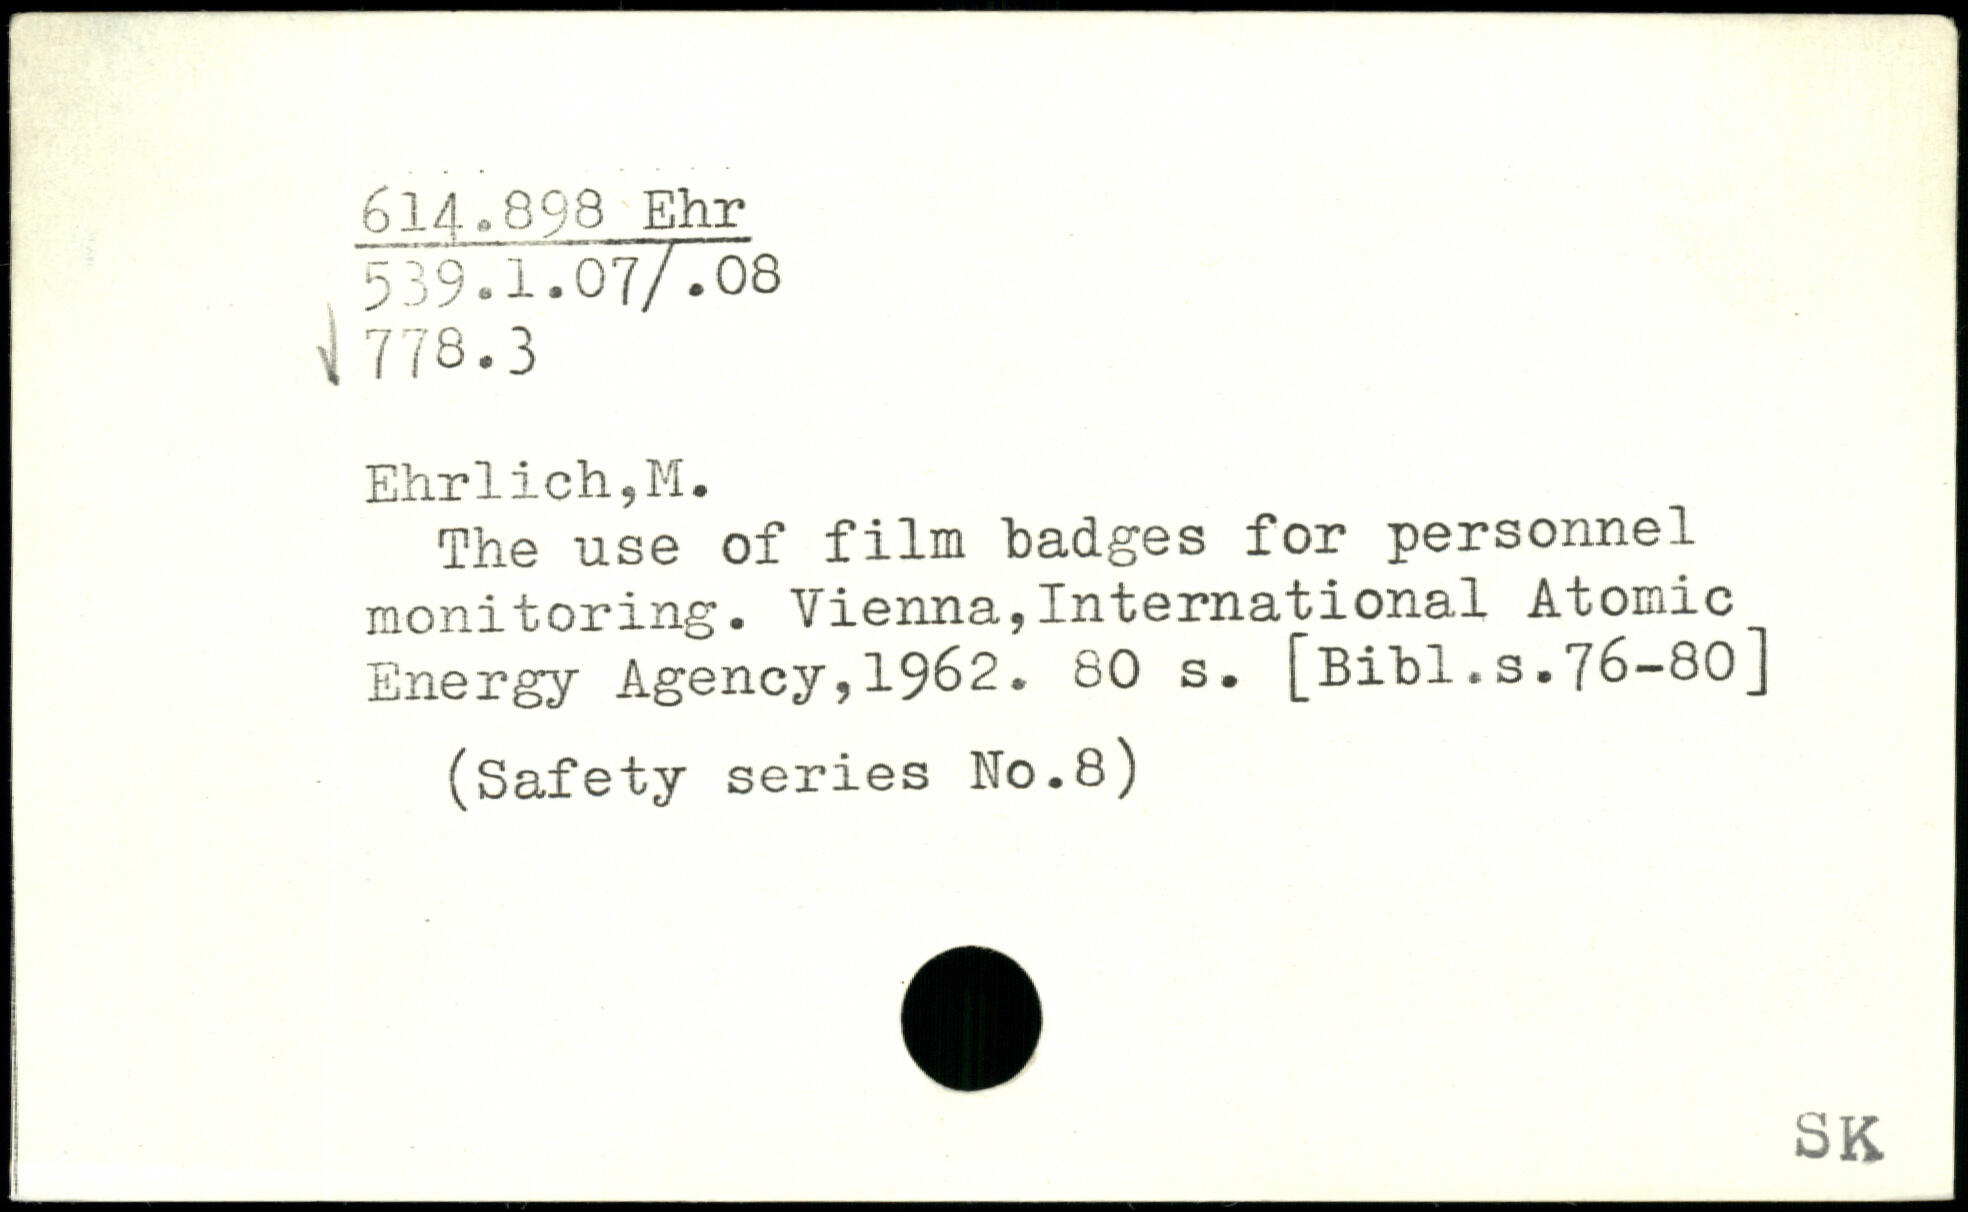 614.898 Ehr
539.1.07/.08
778.3
Ehrlich,M.
The use of film badges for personnel
monitoring. Vienna,International Atomic
Energy Agency,1962. 80 s. [Bibl.s.76-80]
(Safety series No.8)
SK